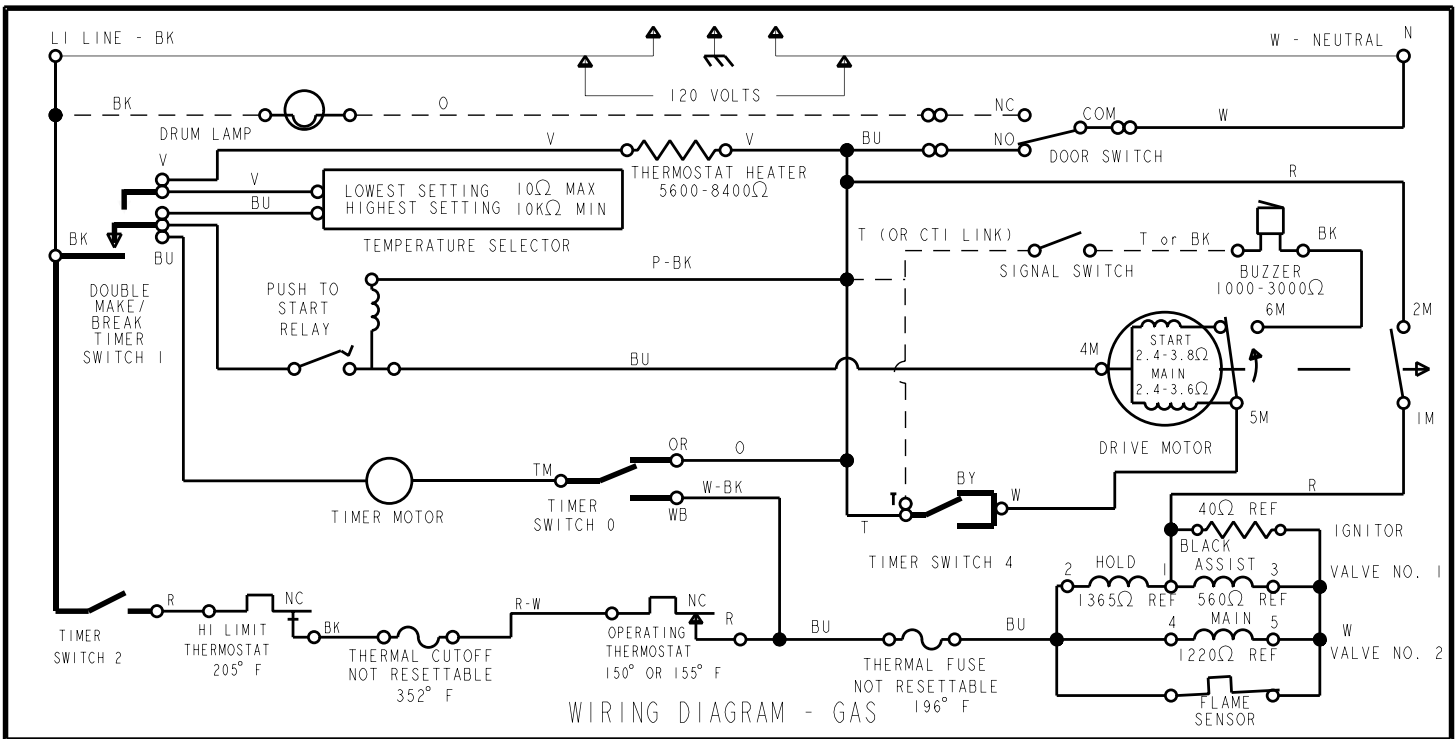 LI LINE - BK
W - NEUTRAL
N
120 VOLTS
BK
O
NC
COM
W
DRUM LAMP
V
V
V
BU
NO
DOOR SWITCH
THERMOSTAT HEATER
5600-8400Ω
R
V
LOWEST SETTING 10Ω MAX
HIGHEST SETTING 10KΩ MIN
BU
TEMPERATURE SELECTOR
BK
BU
T (OR CTI LINK)
SIGNAL SWITCH
T or BK
BK
BUZZER
1000-3000Ω
DOUBLE
MAKE/
BREAK
TIMER
SWITCH 1
PUSH TO
START
RELAY
P-BK
6M
2M
START
2.4-3.8Ω
MAIN
2.4-3.6Ω
4M
BU
5M
1M
DRIVE MOTOR
OR
O
TM
W-BK
WB
TIMER MOTOR
TIMER
SWITCH 0
BY
T
W
T
TIMER SWITCH 4
R
40Ω REF
IGNITOR
BLACK
2
HOLD
1
ASSIST
3
VALVE NO. 1
1365Ω REF
560Ω REF
MAIN
4
5
W
1220Ω REF
VALVE NO. 2
FLAME
SENSOR
TIMER
SWITCH 2
R
NC
HI LIMIT
THERMOSTAT
205° F
BK
THERMAL CUTOFF
NOT RESETTABLE
352° F
R-W
NC
OPERATING
THERMOSTAT
150° OR 155° F
R
BU
THERMAL FUSE
NOT RESETTABLE
196° F
BU
WIRING DIAGRAM - GAS